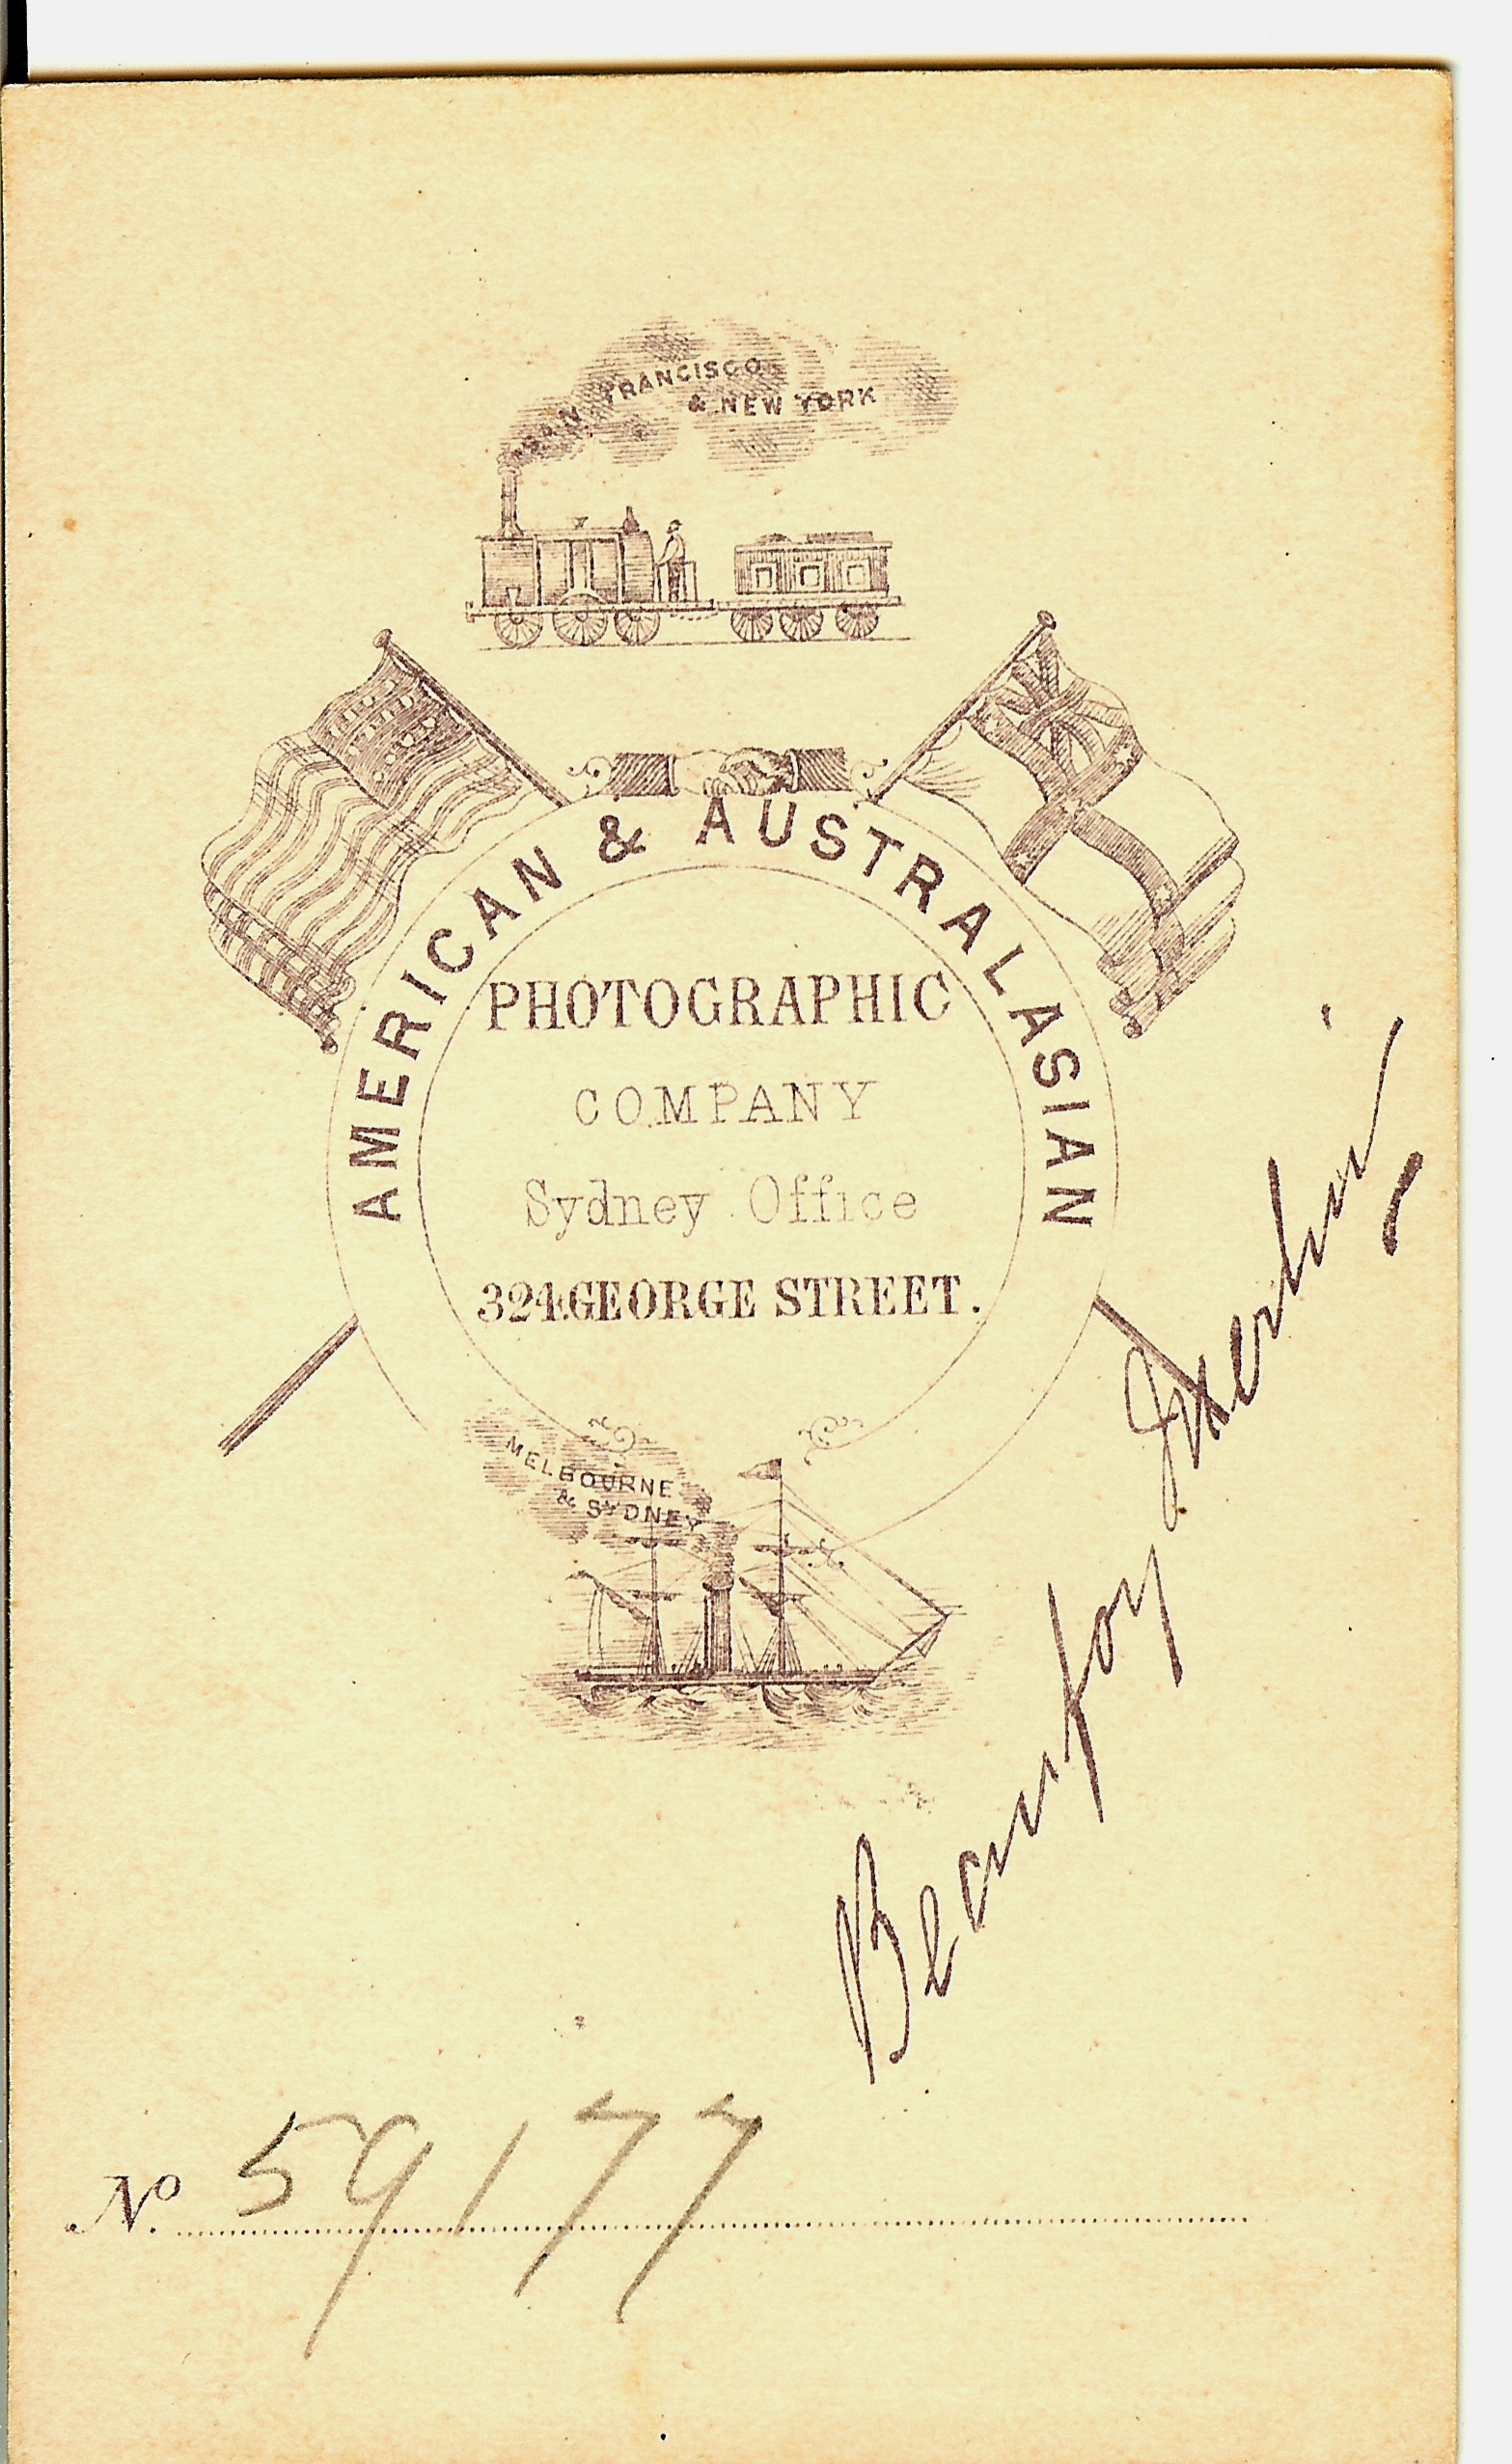 SAN FRANCISCO
& NEW YORK
AMERICAN & AUSTRALASIAN
PHOTOGRAPHIC
COMPANY
Sydney Office
324.GEORGE STREET.
MELBOURNE
& SYDNEY
No. 59177